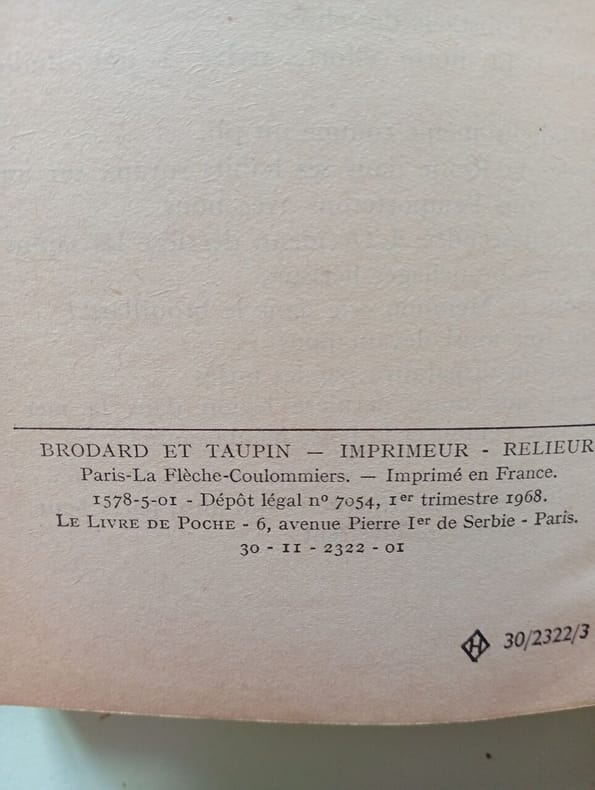 BRODARD ET TAUPIN — IMPRIMEUR - RELIEUR
Paris-La Flèche-Coulommiers. — Imprimé en France.
1578-5-01 - Dépôt légal nº 7054, 1er trimestre 1968.
LE LIVRE DE POCHE - 6, avenue Pierre Ier de Serbie - Paris.
30 - 11 - 2322 - 01
H 30/2322/3